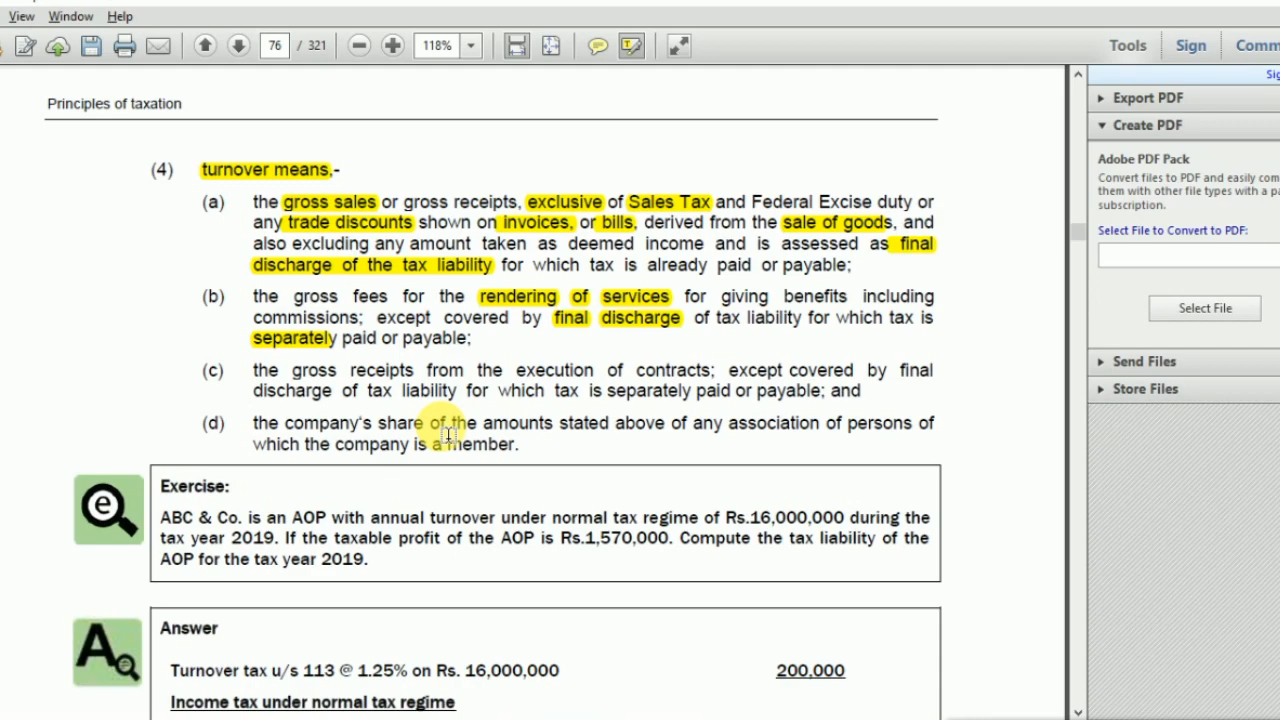 View Window Help
76 / 321 118% Tools Sign Comm
Sig
Export PDF
Create PDF
Adobe PDF Pack
Convert files to PDF and easily com
them with other file types with a p
subscription.
Select File to Convert to PDF:
Select File
Send Files
Store Files
Principles of taxation
(4) turnover means,-
(a) the gross sales or gross receipts, exclusive of Sales Tax and Federal Excise duty or
any trade discounts shown on invoices, or bills, derived from the sale of goods, and
also excluding any amount taken as deemed income and is assessed as final
discharge of the tax liability for which tax is already paid or payable;
(b) the gross fees for the rendering of services for giving benefits including
commissions; except covered by final discharge of tax liability for which tax is
separately paid or payable;
(c) the gross receipts from the execution of contracts; except covered by final
discharge of tax liability for which tax is separately paid or payable; and
(d) the company's share of the amounts stated above of any association of persons of
which the company is a member.
e
Exercise:
ABC & Co. is an AOP with annual turnover under normal tax regime of Rs.16,000,000 during the
tax year 2019. If the taxable profit of the AOP is Rs.1,570,000. Compute the tax liability of the
AOP for the tax year 2019.
A e
Answer
Turnover tax u/s 113 @ 1.25% on Rs. 16,000,000 200,000
Income tax under normal tax regime